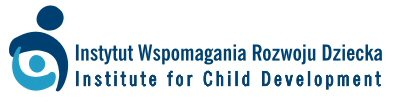 Instytut Wspomagania Rozwoju Dziecka
Institute for Child Development